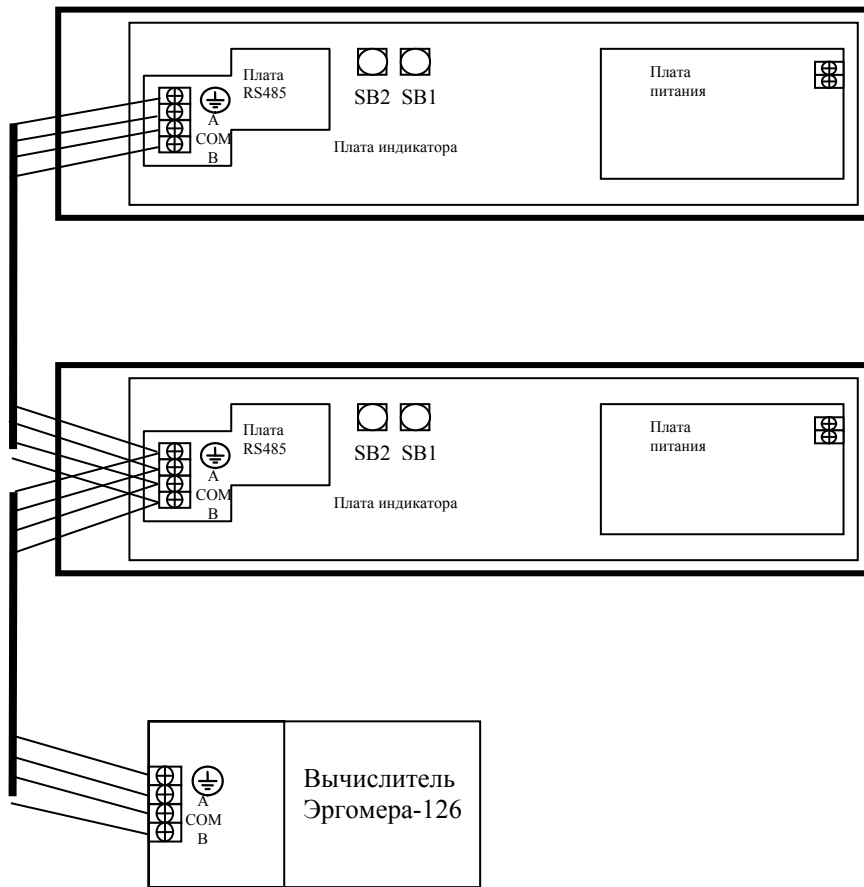 Плата
RS485
A
COM
B
SB2 SB1
Плата индикатора
Плата
питания
Плата
RS485
A
COM
B
SB2 SB1
Плата индикатора
Плата
питания
A
COM
B
Вычислитель
Эргомера-126